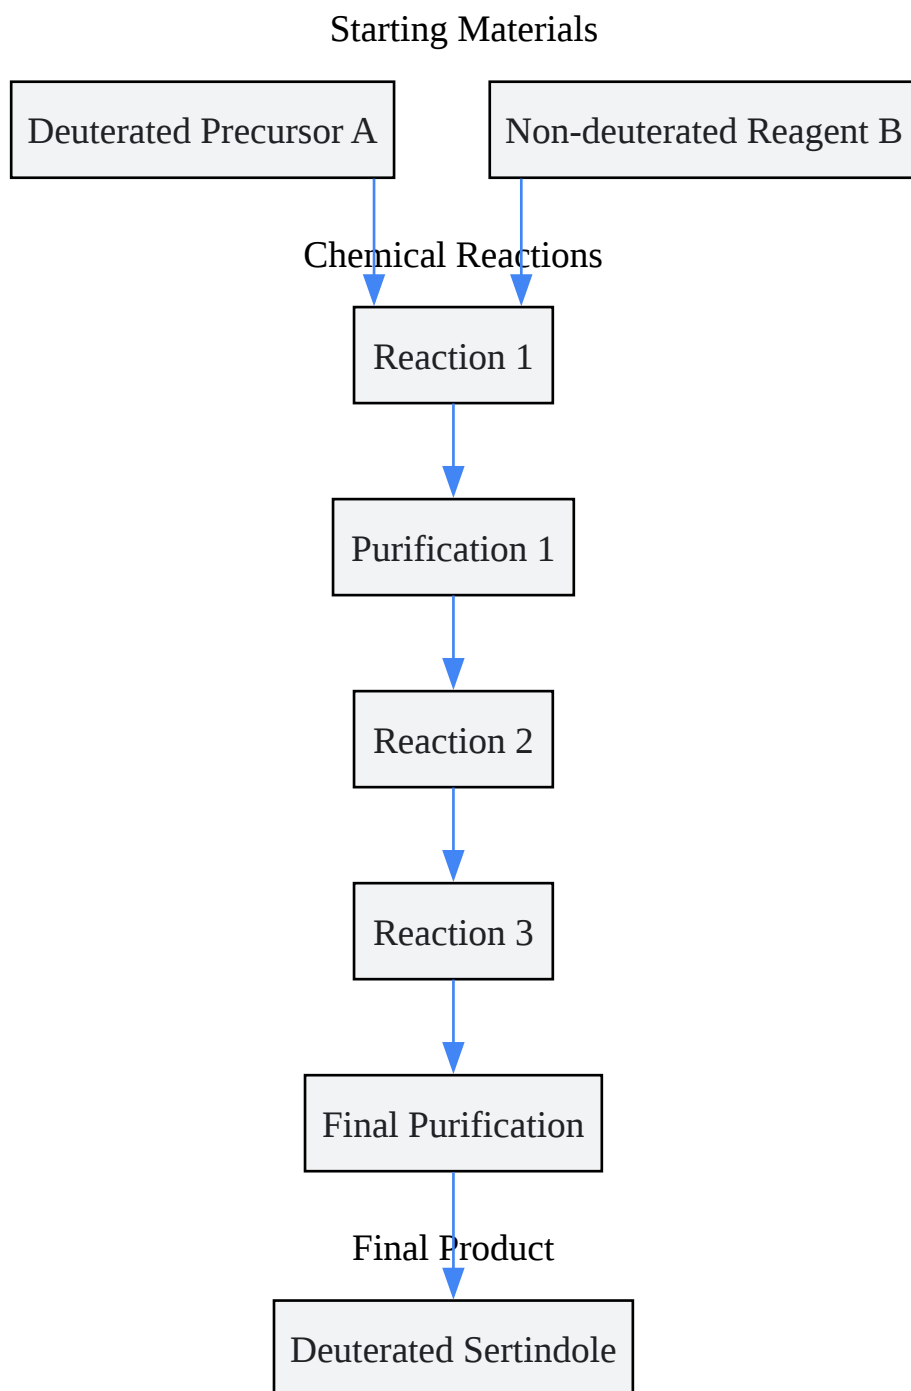 Starting Materials
Deuterated Precursor A
Non-deuterated Reagent B
Chemical Reactions
Reaction 1
Purification 1
Reaction 2
Reaction 3
Final Purification
Final Product
Deuterated Sertindole